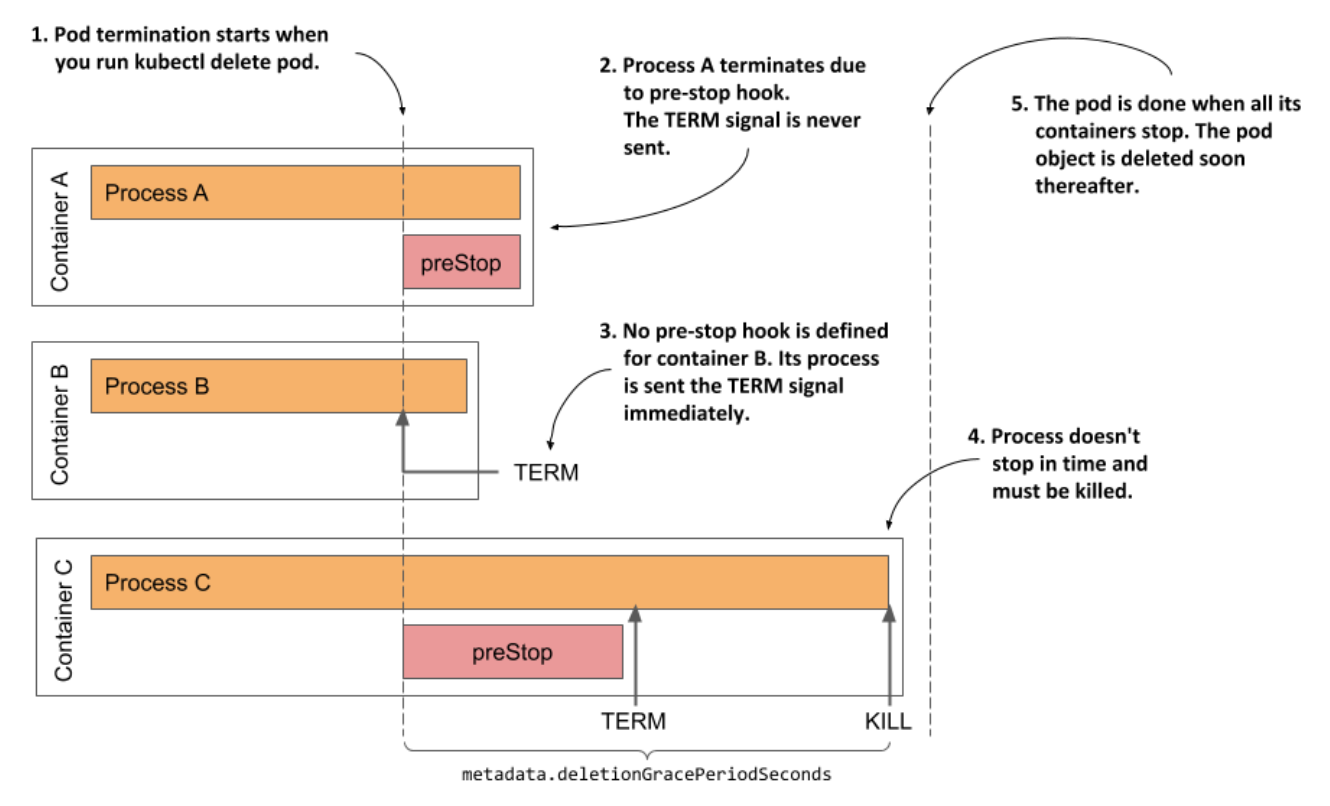 1. Pod termination starts when
you run kubectl delete pod.
2. Process A terminates due
to pre-stop hook.
The TERM signal is never
sent.
5. The pod is done when all its
containers stop. The pod
object is deleted soon
thereafter.
Container A
Process A
preStop
3. No pre-stop hook is defined
for container B. Its process
is sent the TERM signal
immediately.
Container B
Process B
TERM
4. Process doesn't
stop in time and
must be killed.
Container C
Process C
preStop
TERM
KILL
metadata.deletionGracePeriodSeconds